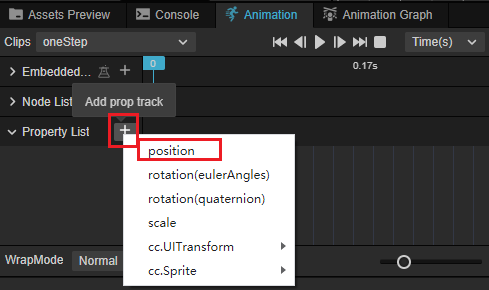 Assets Preview Console Animation Animation Graph
Clips oneStep Time(s)
Embedded... 0 0.17s
Node List
Add prop track
Property List +
position
rotation(eulerAngles)
rotation(quaternion)
scale
cc.UITransform
cc.Sprite
WrapMode Normal